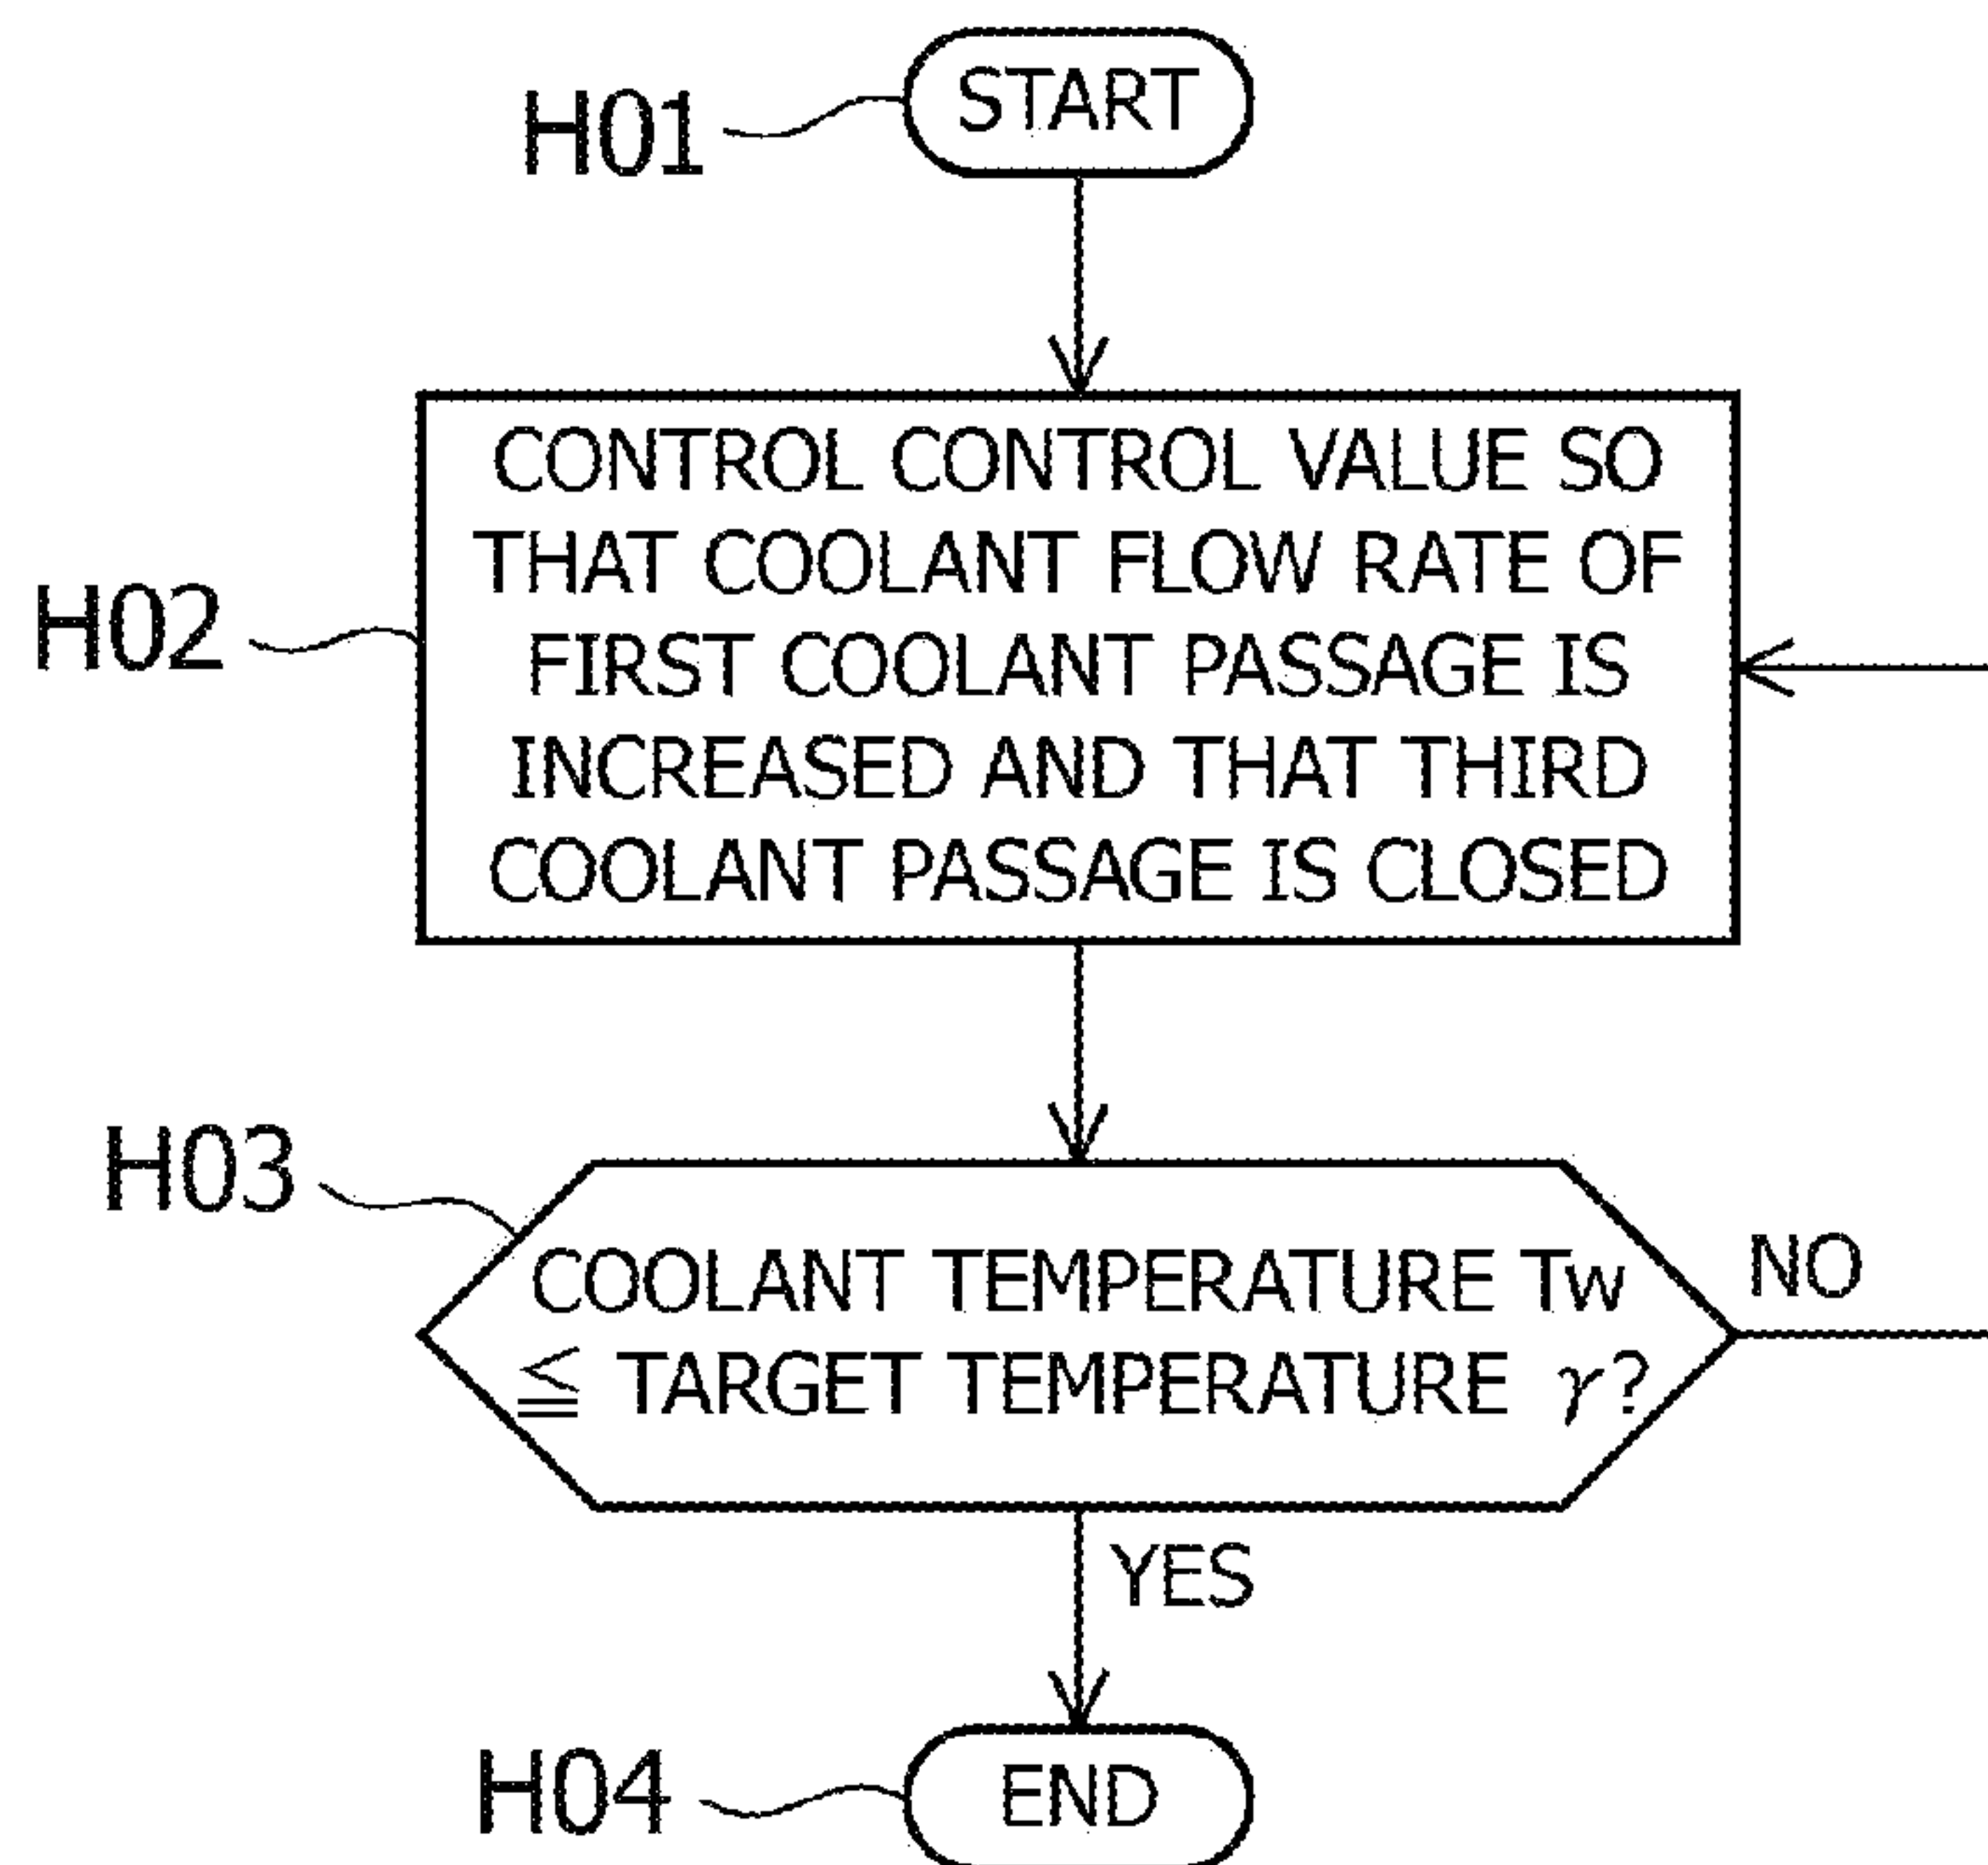 H01
START
H02
CONTROL CONTROL VALUE SO
THAT COOLANT FLOW RATE OF
FIRST COOLANT PASSAGE IS
INCREASED AND THAT THIRD
COOLANT PASSAGE IS CLOSED
H03
COOLANT TEMPERATURE Tw
≦ TARGET TEMPERATURE γ?
NO
YES
H04
END